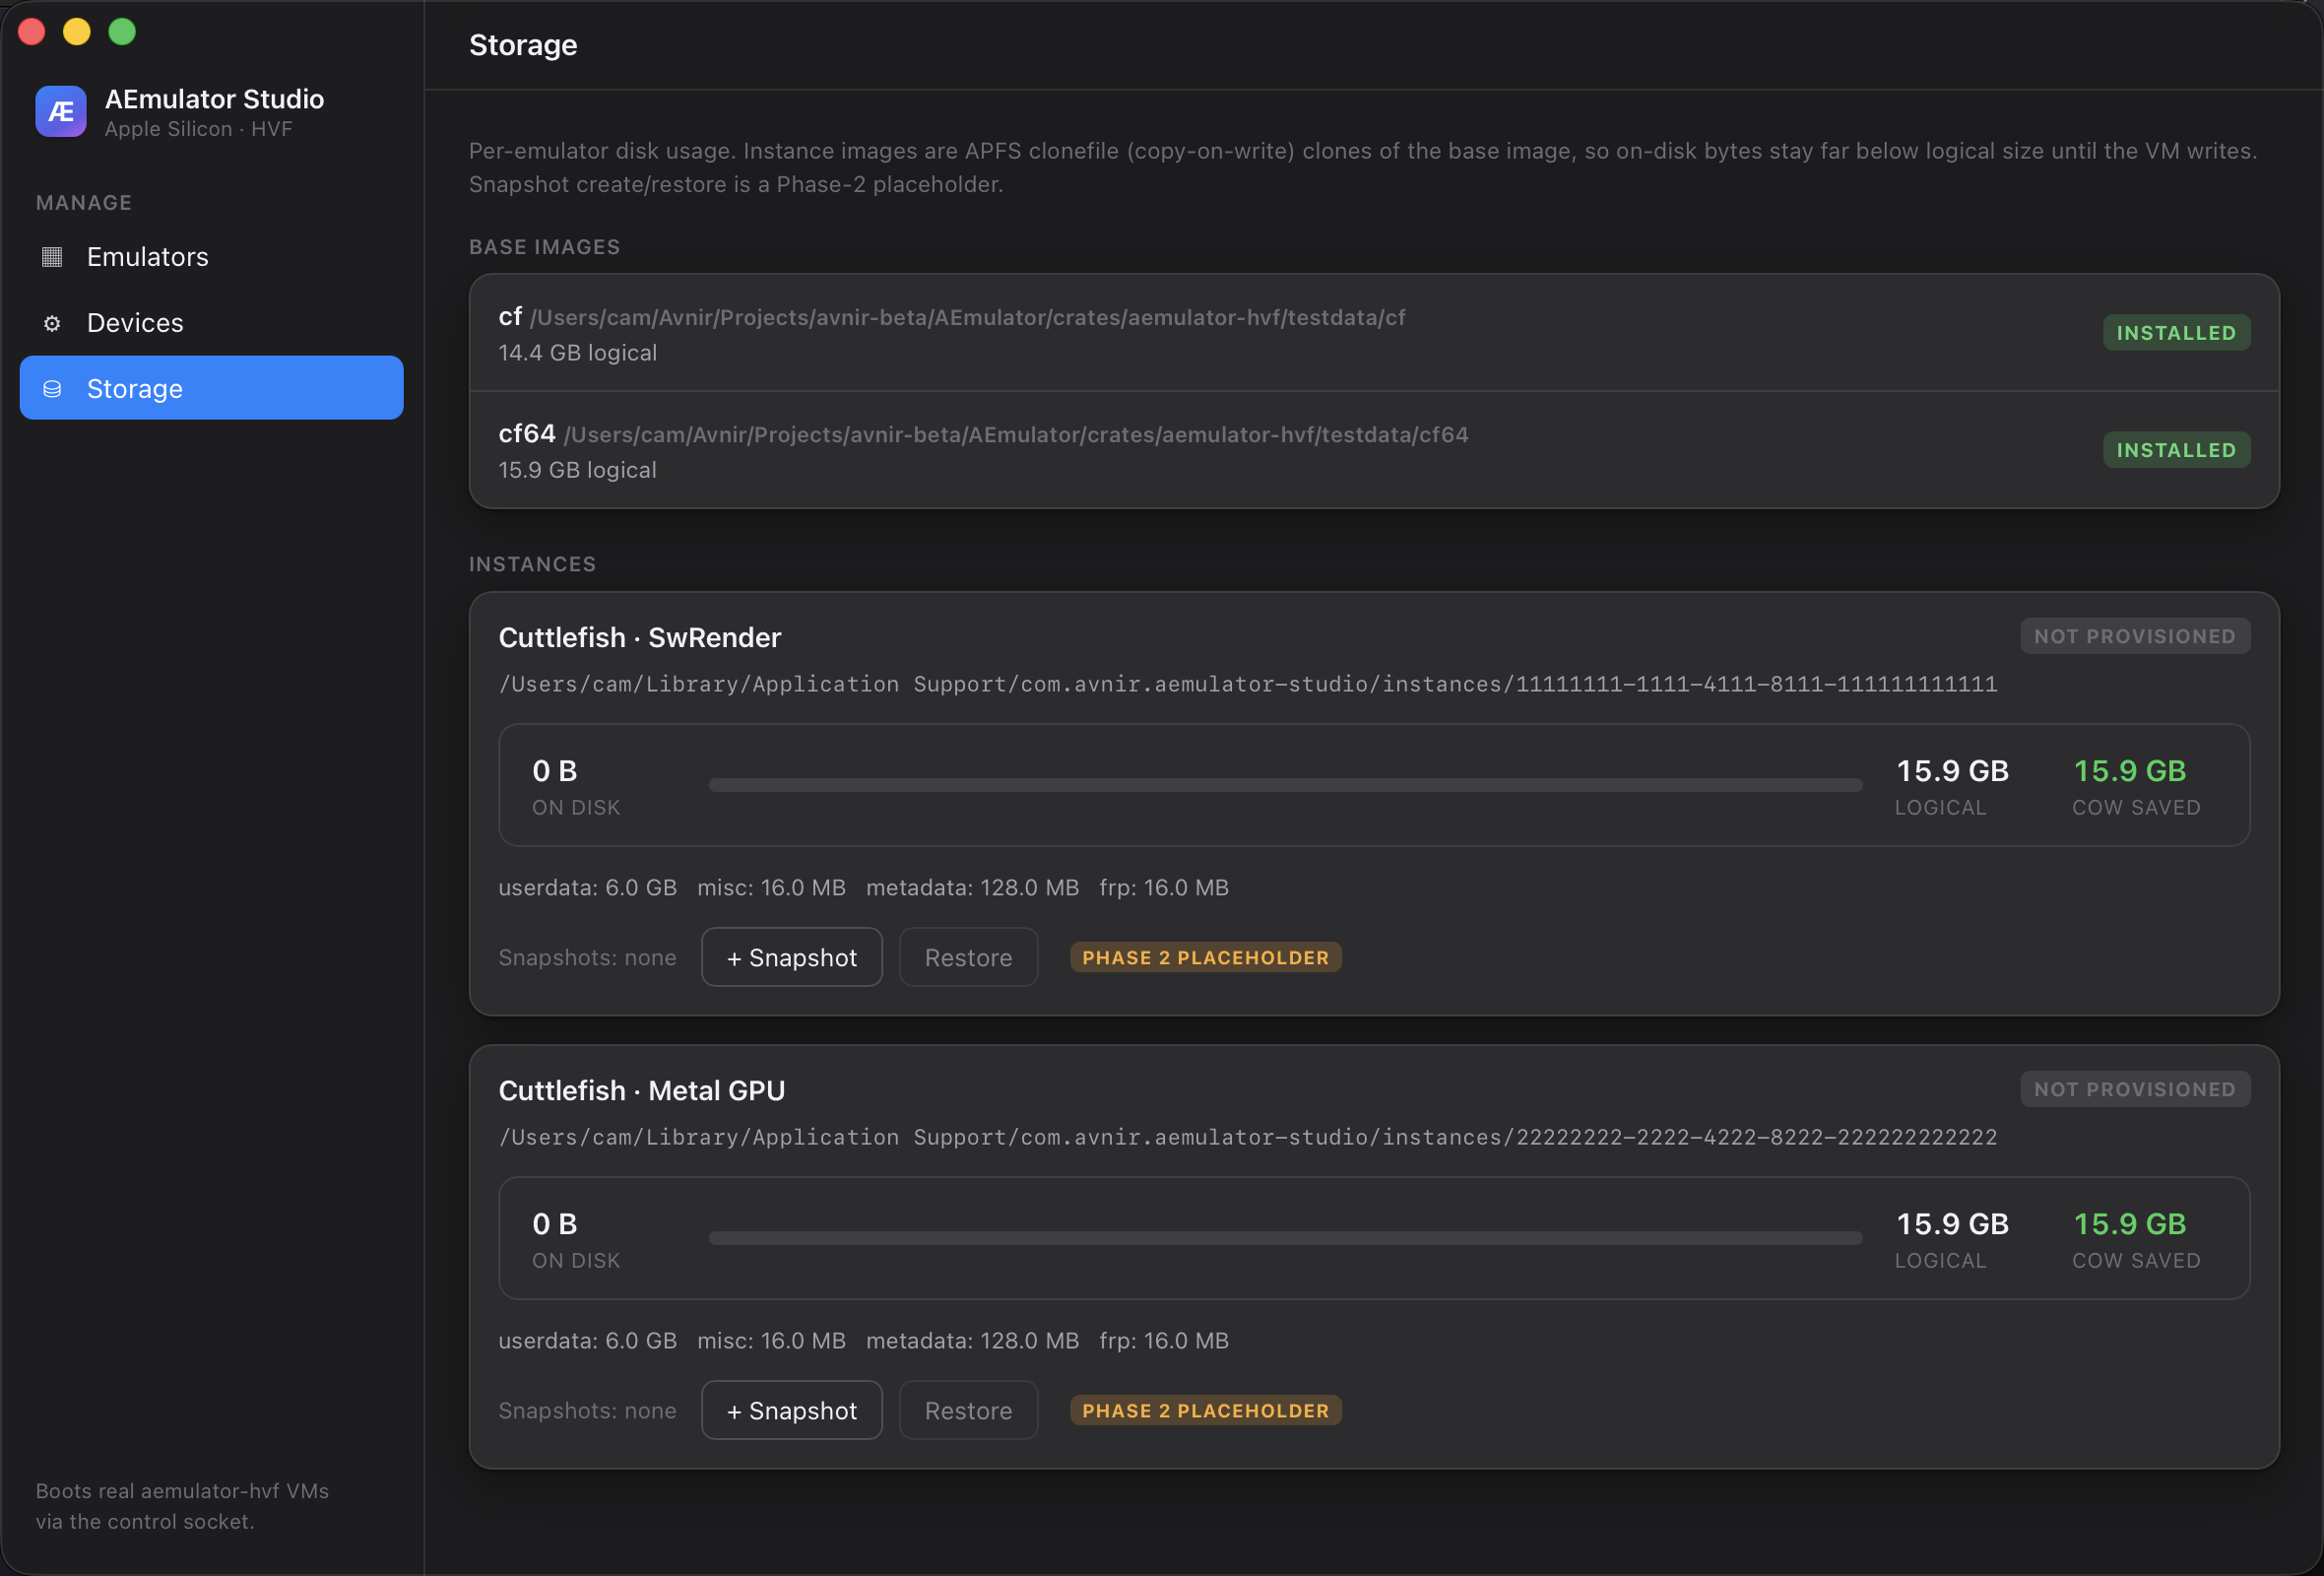 Storage
Æ
AEmulator Studio
Apple Silicon · HVF
MANAGE
Emulators
Devices
Storage
Boots real aemulator-hvf VMs
via the control socket.
Per-emulator disk usage. Instance images are APFS clonefile (copy-on-write) clones of the base image, so on-disk bytes stay far below logical size until the VM writes.
Snapshot create/restore is a Phase-2 placeholder.
BASE IMAGES
cf /Users/cam/Avnir/Projects/avnir-beta/AEmulator/crates/aemulator-hvf/testdata/cf
14.4 GB logical
INSTALLED
cf64 /Users/cam/Avnir/Projects/avnir-beta/AEmulator/crates/aemulator-hvf/testdata/cf64
15.9 GB logical
INSTALLED
INSTANCES
Cuttlefish · SwRender
NOT PROVISIONED
/Users/cam/Library/Application Support/com.avnir.aemulator-studio/instances/11111111-1111-4111-8111-111111111111
0 B
ON DISK
15.9 GB
LOGICAL
15.9 GB
COW SAVED
userdata: 6.0 GB misc: 16.0 MB metadata: 128.0 MB frp: 16.0 MB
Snapshots: none + Snapshot Restore PHASE 2 PLACEHOLDER
Cuttlefish · Metal GPU
NOT PROVISIONED
/Users/cam/Library/Application Support/com.avnir.aemulator-studio/instances/22222222-2222-4222-8222-222222222222
0 B
ON DISK
15.9 GB
LOGICAL
15.9 GB
COW SAVED
userdata: 6.0 GB misc: 16.0 MB metadata: 128.0 MB frp: 16.0 MB
Snapshots: none + Snapshot Restore PHASE 2 PLACEHOLDER